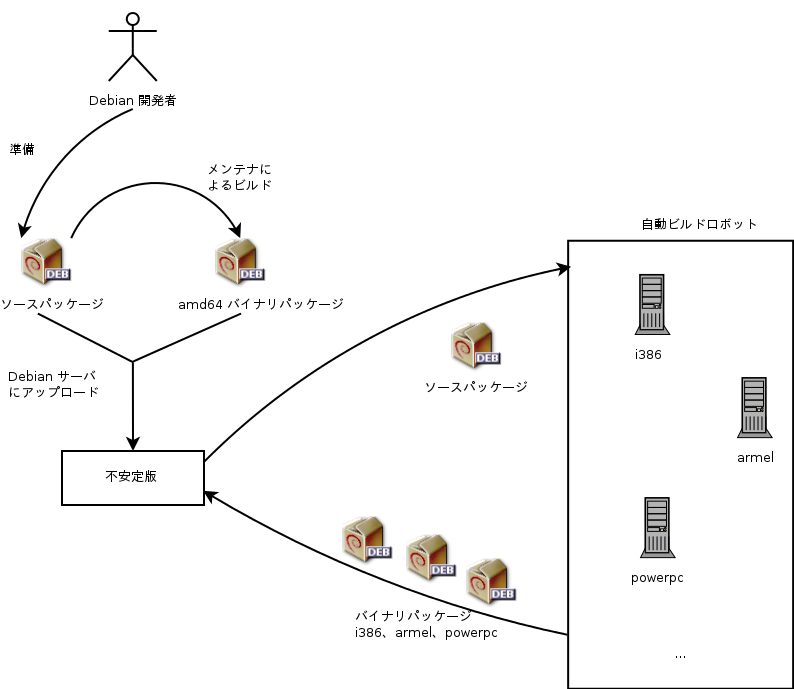 Debian 開発者
準備
メンテナに
よるビルド
DEB
DEB
ソースパッケージ
amd64 バイナリパッケージ
Debian サーバ
にアップロード
不安定版
自動ビルドロボット
DEB
ソースパッケージ
i386
armel
powerpc
...
DEB
DEB
DEB
バイナリパッケージ
i386、armel、powerpc